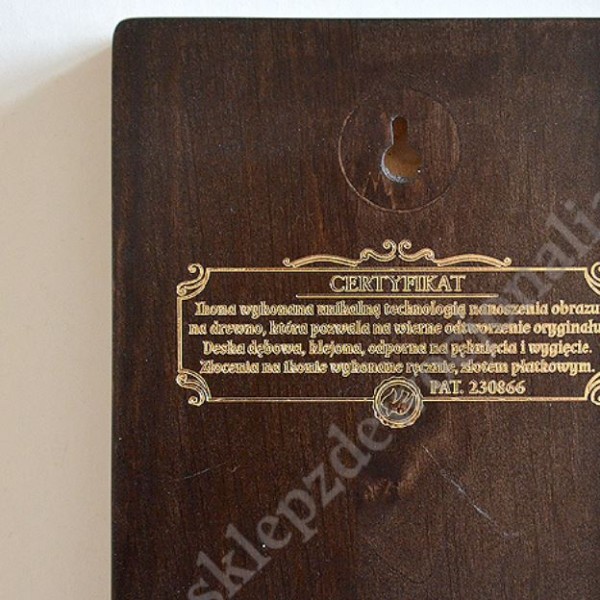 CERTYFIKAT
Ikona wykonana unikalną technologią nanoszenia obrazu
na drewno, która pozwala na wierne odtworzenie oryginału.
Deska dębowa, klejona, odporna na pęknięcia i wygięcie.
Złocenia na ikonie wykonane ręcznie, złotem płatkowym.
PAT. 230866